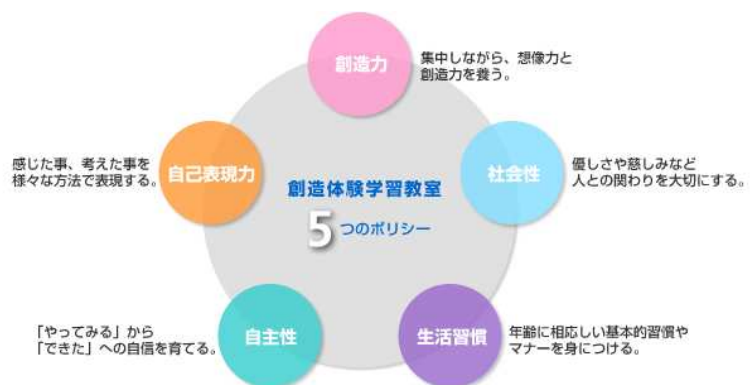 創造力
集中しながら、想像力と
創造力を養う。
自己表現力
感じた事、考えた事を
様々な方法で表現する。
社会性
優しさや慈しみなど
人との関わりを大切にする。
創造体験学習教室
5つのポリシー
自主性
「やってみる」から
「できた」への自信を育てる。
生活習慣
年齢に相応しい基本的習慣や
マナーを身につける。